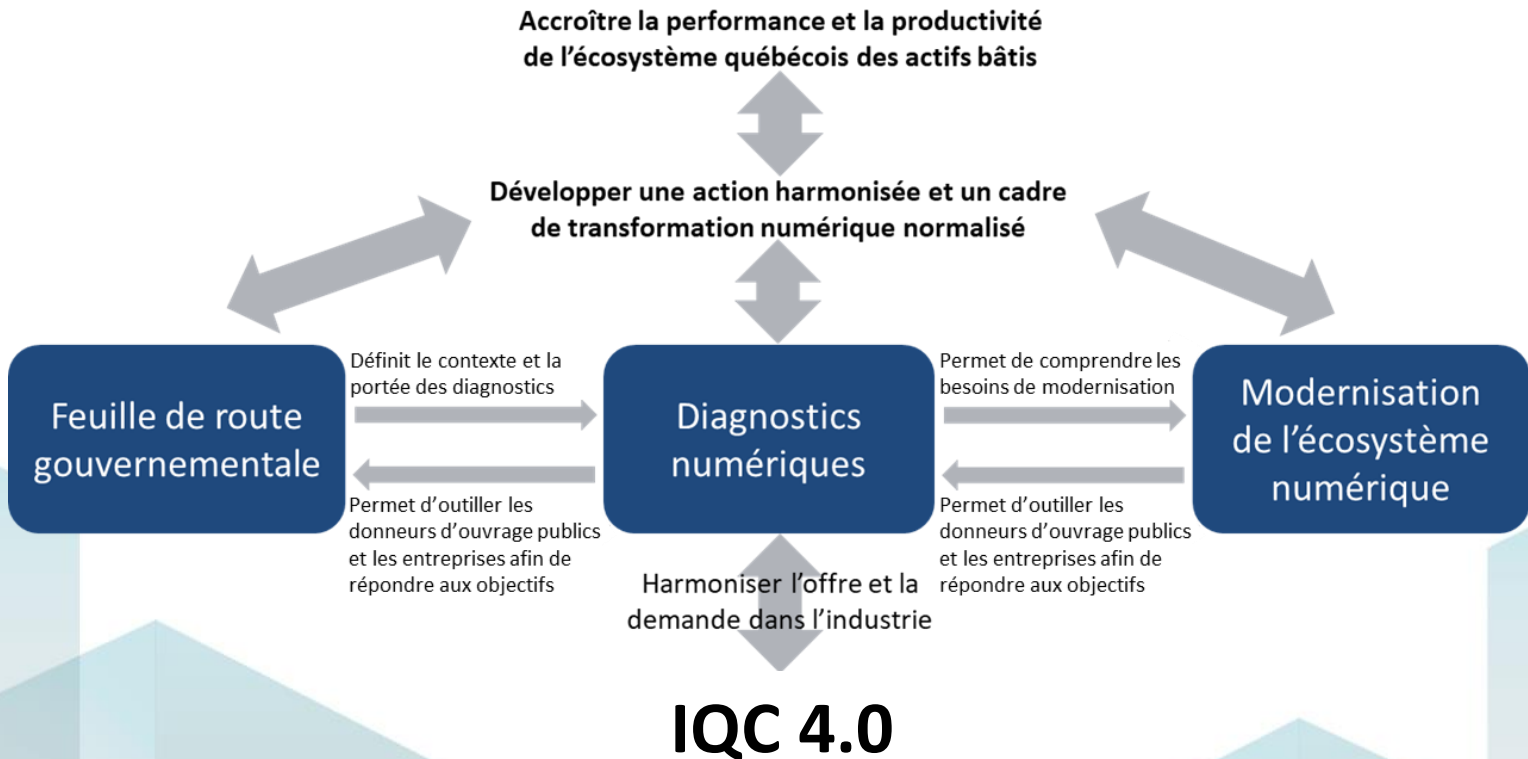 Accroître la performance et la productivité
de l’écosystème québécois des actifs bâtis
Développer une action harmonisée et un cadre
de transformation numérique normalisé
Feuille de route
gouvernementale
Définit le contexte et la
portée des diagnostics
Permet d’outiller les
donneurs d’ouvrage publics
et les entreprises afin de
répondre aux objectifs
Diagnostics
numériques
Permet de comprendre les
besoins de modernisation
Permet d’outiller les
donneurs d’ouvrage publics
et les entreprises afin de
répondre aux objectifs
Modernisation
de l’écosystème
numérique
Harmoniser l’offre et la
demande dans l’industrie
IQC 4.0